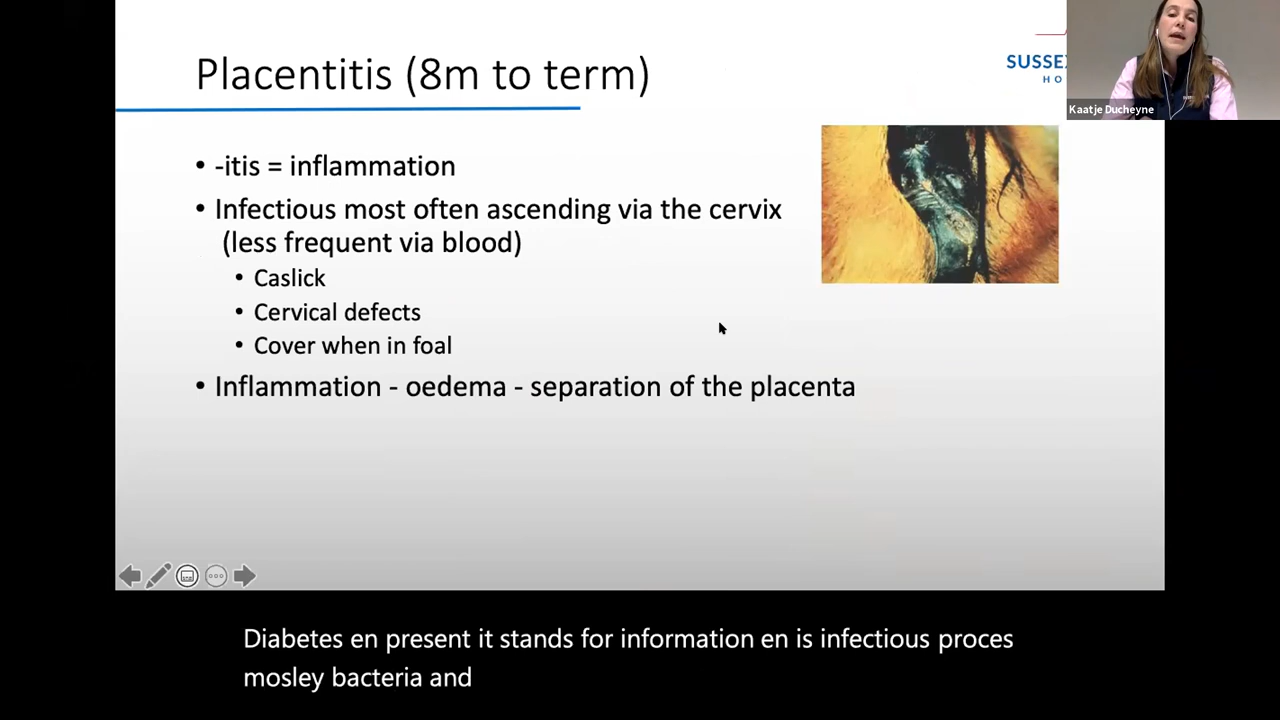 Placentitis (8m to term)
SUSSE
HO
Kaatje Ducheyne
• -itis = inflammation
• Infectious most often ascending via the cervix
(less frequent via blood)
• Caslick
• Cervical defects
• Cover when in foal
• Inflammation - oedema - separation of the placenta
Diabetes en present it stands for information en is infectious proces
mosley bacteria and